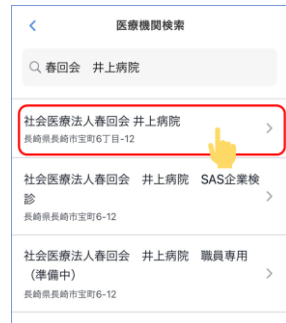 医療機関検索
春回会　井上病院
社会医療法人春回会 井上病院
長崎県長崎市宝町6丁目-12
社会医療法人春回会　井上病院　SAS企業検
診
長崎県長崎市宝町6-12
社会医療法人春回会　井上病院　職員専用
（準備中）
長崎県長崎市宝町6-12